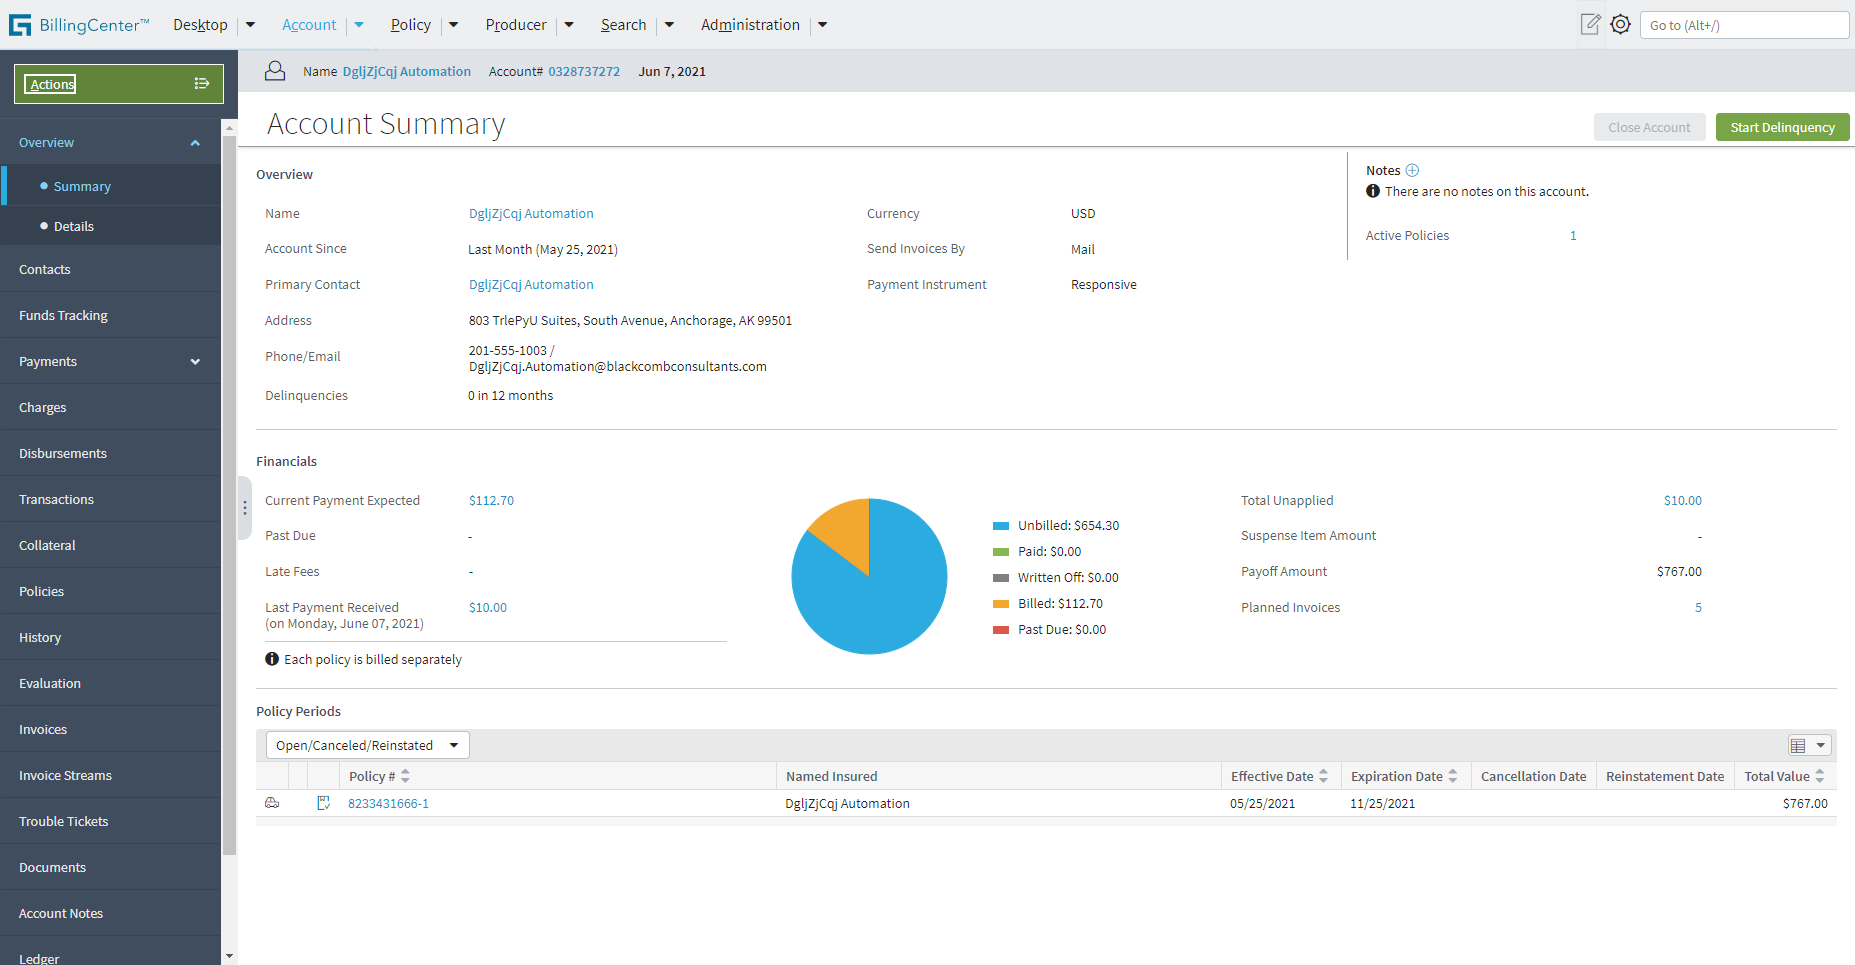 BillingCenter™ Desktop Account Policy Producer Search Administration Go to (Alt+/)
Actions
Name DgljZjCqj Automation Account# 0328737272 Jun 7, 2021
Overview
Summary
Details
Contacts
Funds Tracking
Payments
Charges
Disbursements
Transactions
Collateral
Policies
History
Evaluation
Invoices
Invoice Streams
Trouble Tickets
Documents
Account Notes
Ledger
Account Summary
Close Account Start Delinquency
Overview
Name DgljZjCqj Automation Currency USD
Account Since Last Month (May 25, 2021) Send Invoices By Mail
Primary Contact DgljZjCqj Automation Payment Instrument Responsive
Address 803 TrlePyU Suites, South Avenue, Anchorage, AK 99501
Phone/Email 201-555-1003 /
DgljZjCqj.Automation@blackcombconsultants.com
Delinquencies 0 in 12 months
Notes
There are no notes on this account.
Active Policies 1
Financials
Current Payment Expected $112.70
Past Due -
Late Fees -
Last Payment Received $10.00
(on Monday, June 07, 2021)
Each policy is billed separately
Unbilled: $654.30
Paid: $0.00
Written Off: $0.00
Billed: $112.70
Past Due: $0.00
Total Unapplied $10.00
Suspense Item Amount -
Payoff Amount $767.00
Planned Invoices 5
Policy Periods
Open/Canceled/Reinstated
Policy # Named Insured Effective Date Expiration Date Cancellation Date Reinstatement Date Total Value
8233431666-1 DgljZjCqj Automation 05/25/2021 11/25/2021 $767.00